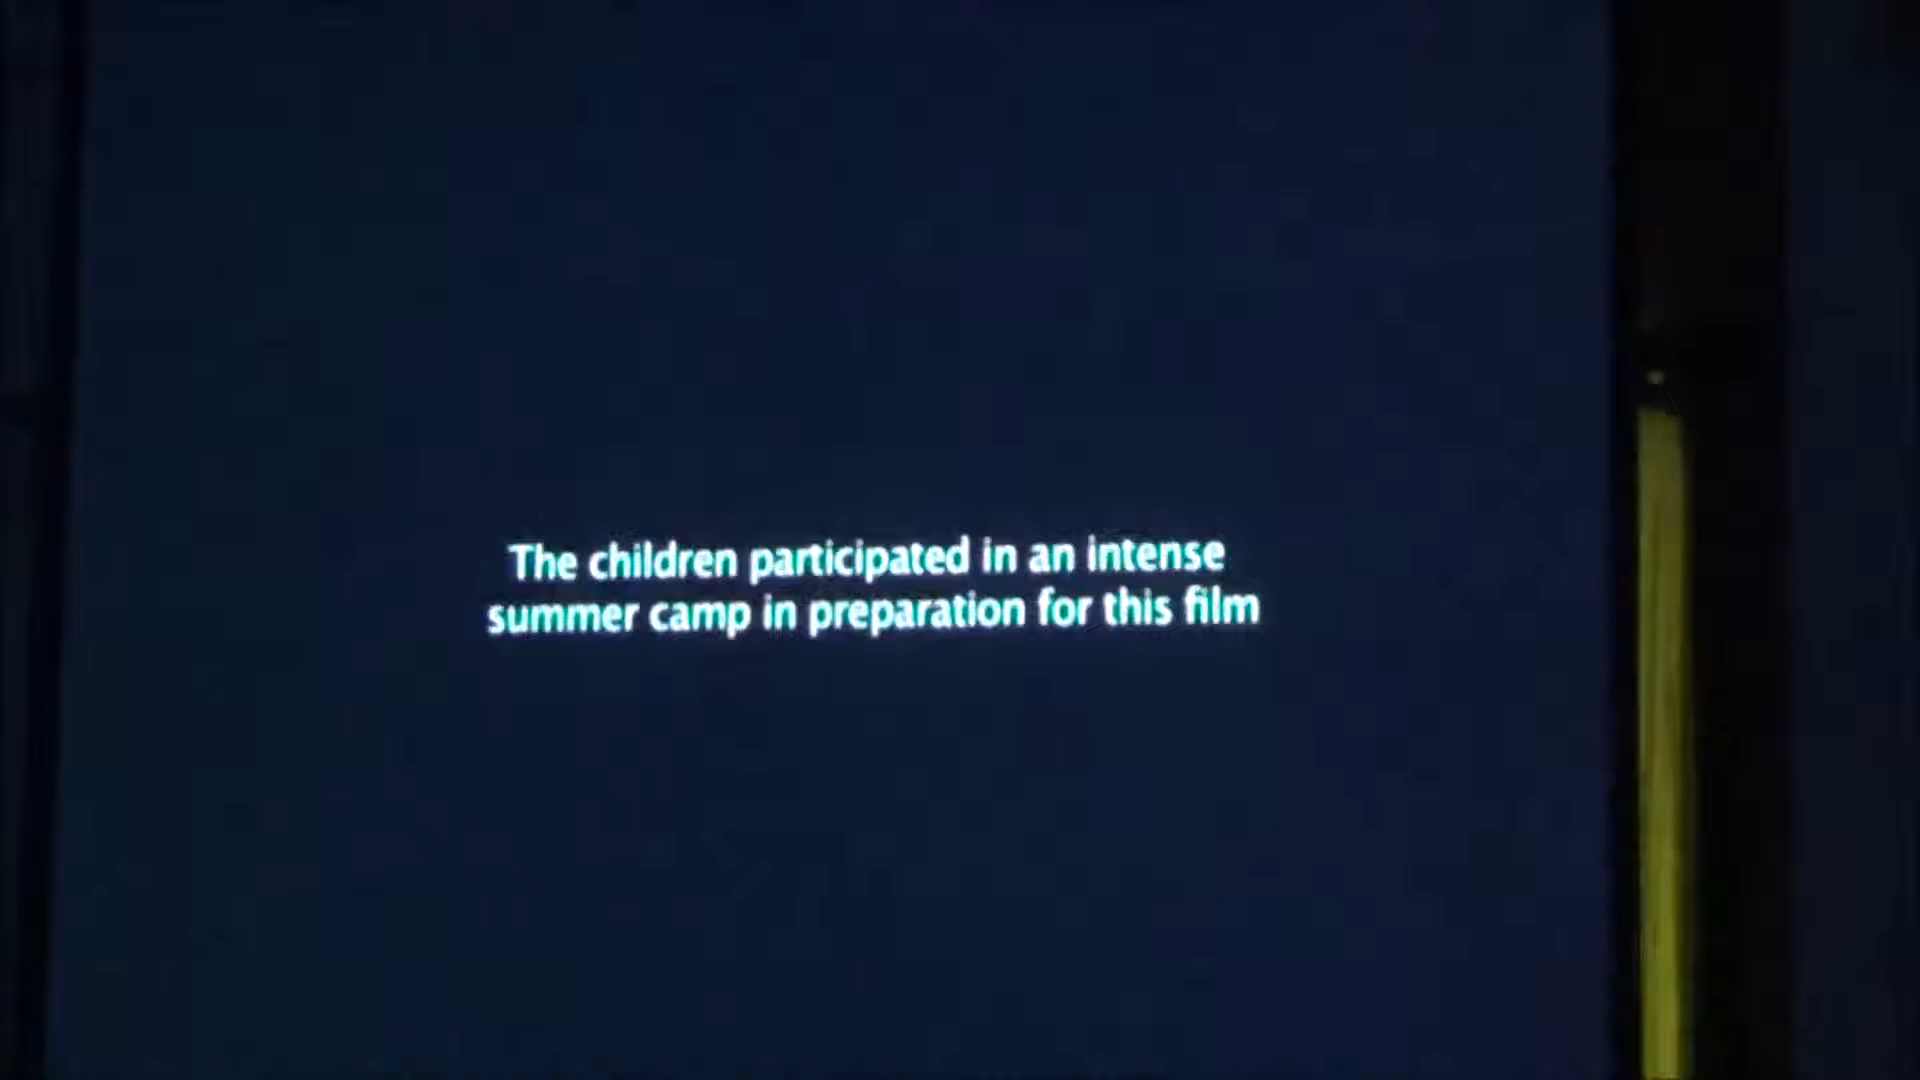 The children participated in an intense
summer camp in preparation for this film